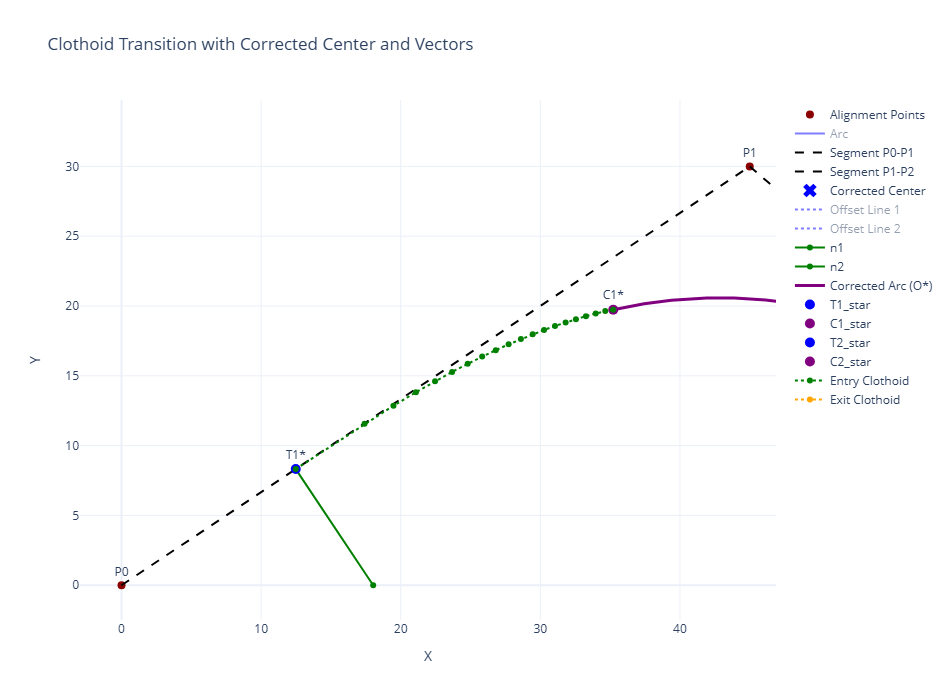 Clothoid Transition with Corrected Center and Vectors
Alignment Points
Arc
Segment P0-P1
Segment P1-P2
Corrected Center
Offset Line 1
Offset Line 2
n1
n2
Corrected Arc (O*)
T1_star
C1_star
T2_star
C2_star
Entry Clothoid
Exit Clothoid
P1
C1*
T1*
P0
30
25
20
15
10
5
0
Y
0 10 20 30 40
X